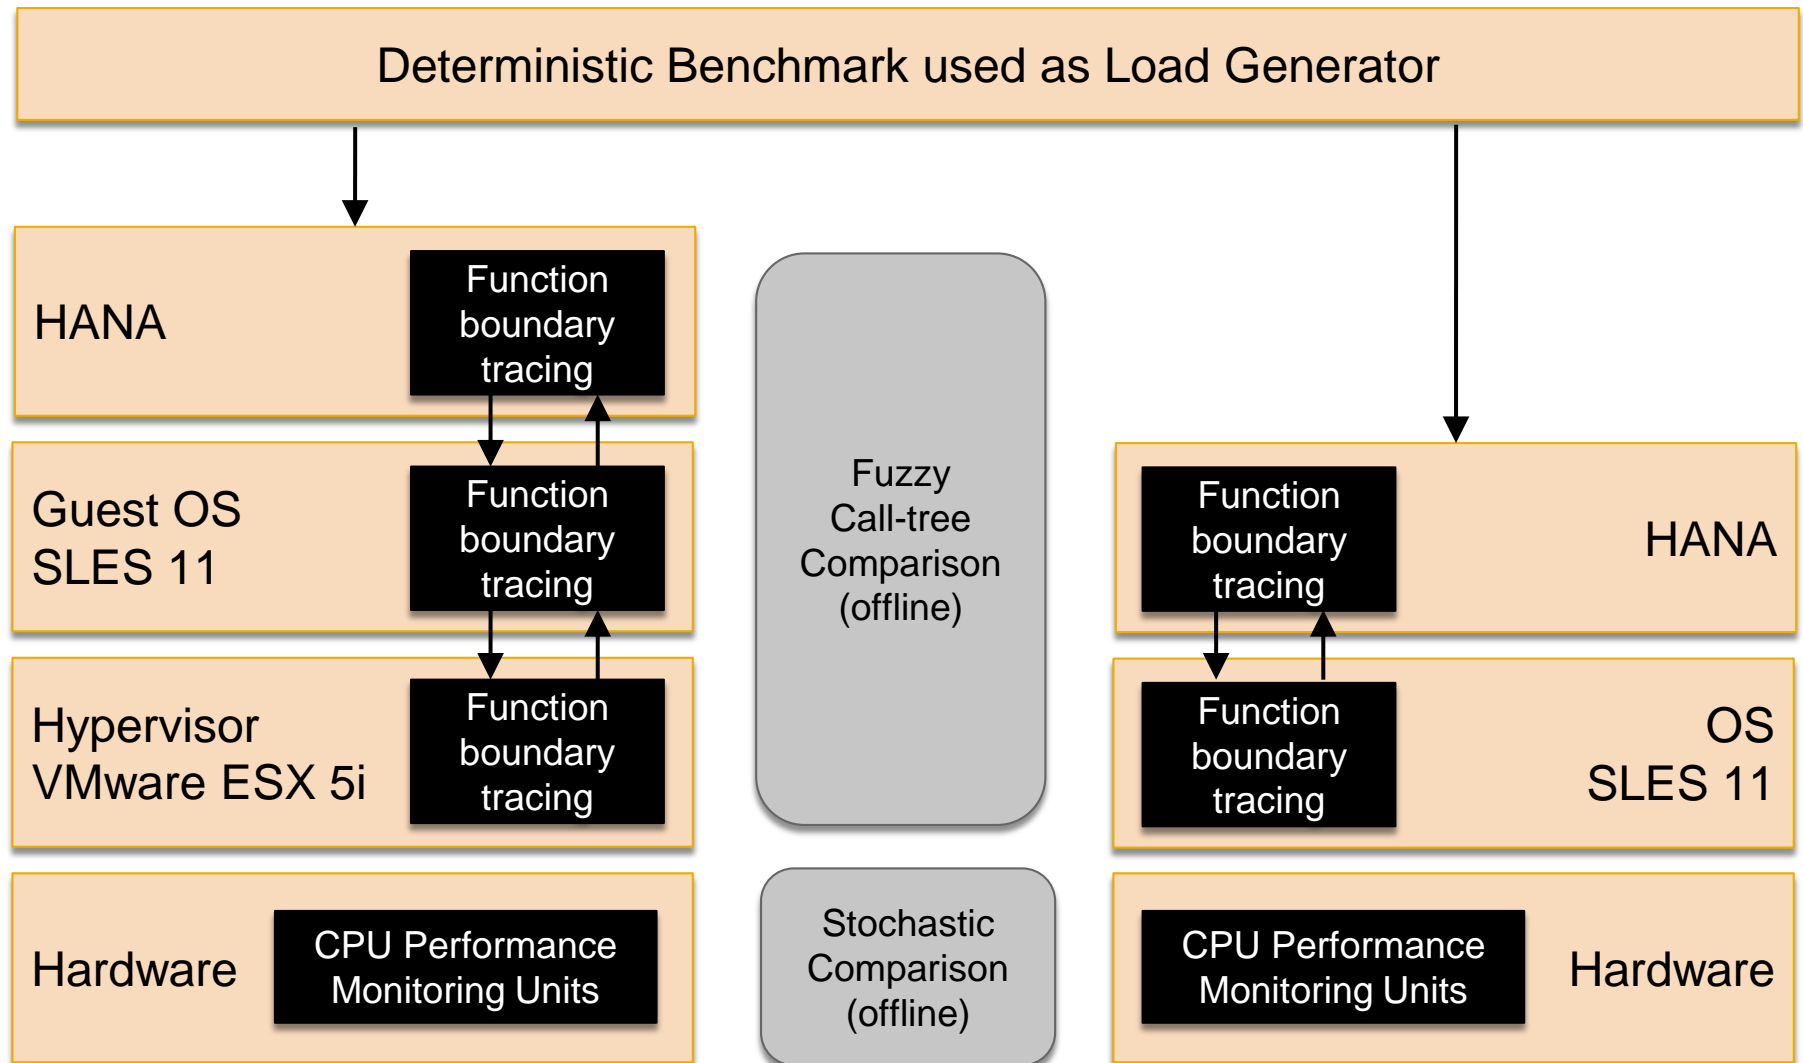 Deterministic Benchmark used as Load Generator
HANA
Function
boundary
tracing
Guest OS
SLES 11
Function
boundary
tracing
Hypervisor
VMware ESX 5i
Function
boundary
tracing
Hardware
CPU Performance
Monitoring Units
Fuzzy
Call-tree
Comparison
(offline)
Stochastic
Comparison
(offline)
Function
boundary
tracing
HANA
Function
boundary
tracing
OS
SLES 11
CPU Performance
Monitoring Units
Hardware